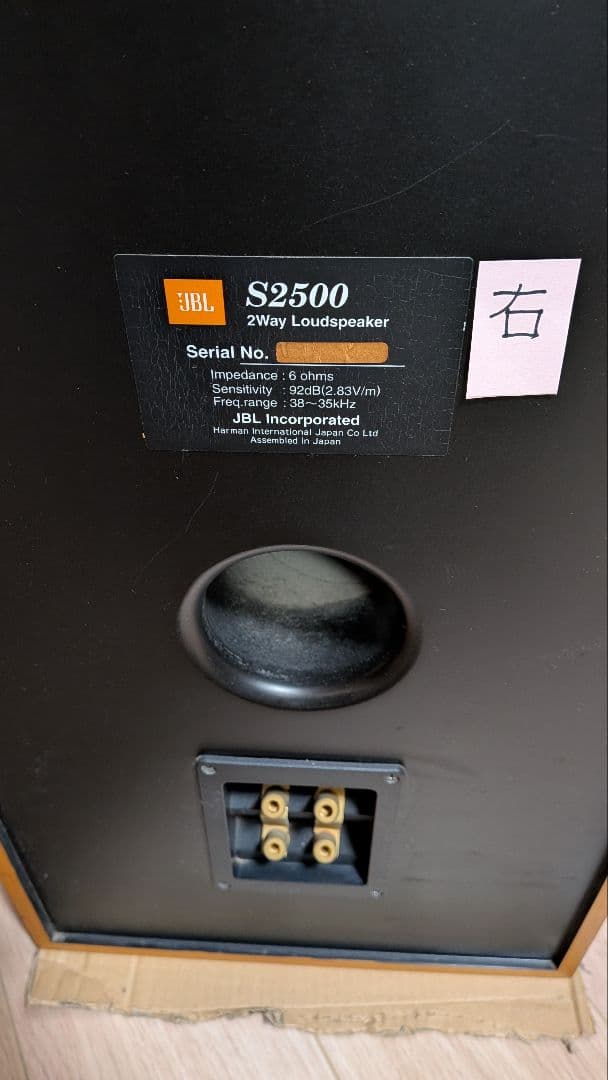 JBL
S2500
2Way Loudspeaker
Serial No.
Impedance : 6 ohms
Sensitivity : 92dB(2.83V/m)
Freq.range : 38〜35kHz
JBL Incorporated
Harman International Japan Co Ltd
Assembled in Japan
右